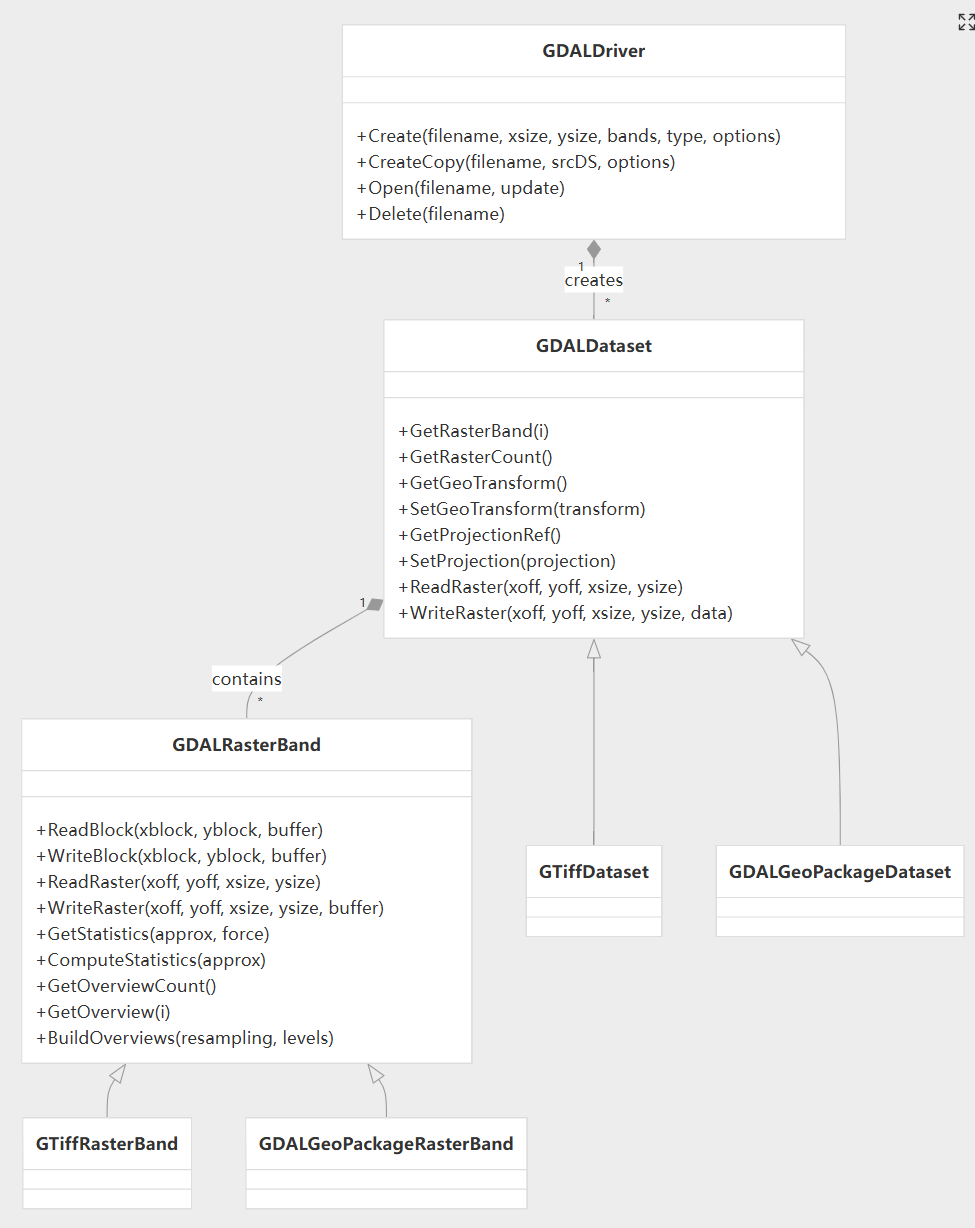 GDALDriver
+Create(filename, xsize, ysize, bands, type, options)
+CreateCopy(filename, srcDS, options)
+Open(filename, update)
+Delete(filename)
1
creates
*
GDALDataset
+GetRasterBand(i)
+GetRasterCount()
+GetGeoTransform()
+SetGeoTransform(transform)
+GetProjectionRef()
+SetProjection(projection)
+ReadRaster(xoff, yoff, xsize, ysize)
+WriteRaster(xoff, yoff, xsize, ysize, data)
1
contains
*
GDALRasterBand
+ReadBlock(xblock, yblock, buffer)
+WriteBlock(xblock, yblock, buffer)
+ReadRaster(xoff, yoff, xsize, ysize)
+WriteRaster(xoff, yoff, xsize, ysize, buffer)
+GetStatistics(approx, force)
+ComputeStatistics(approx)
+GetOverviewCount()
+GetOverview(i)
+BuildOverviews(resampling, levels)
GTiffDataset
GDALGeoPackageDataset
GTiffRasterBand
GDALGeoPackageRasterBand